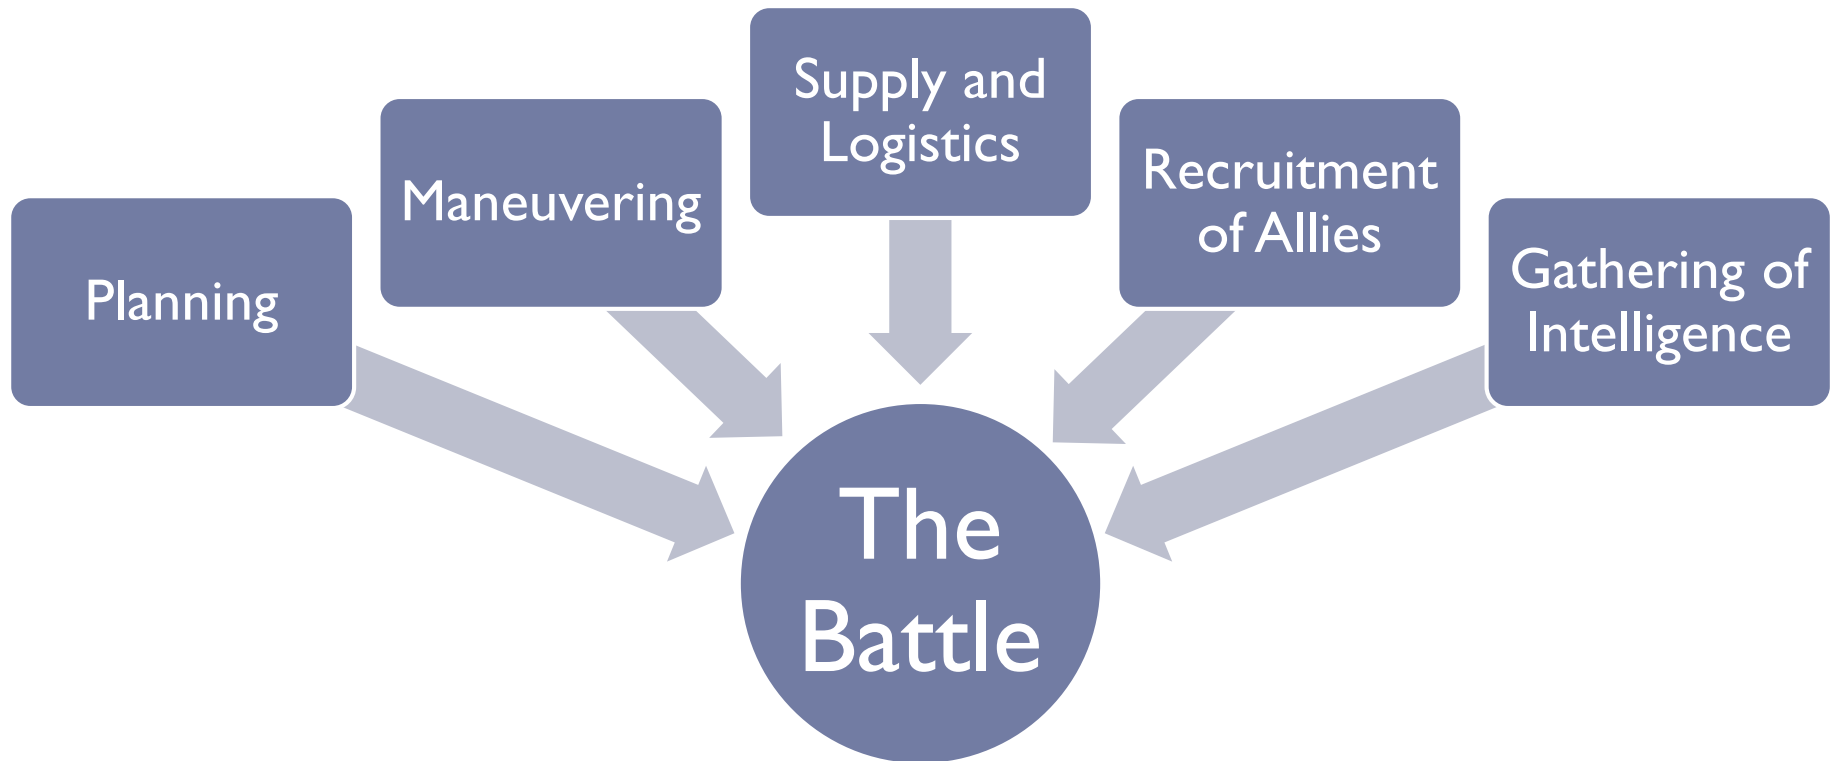 Planning
Maneuvering
Supply and
Logistics
Recruitment
of Allies
Gathering of
Intelligence
The
Battle